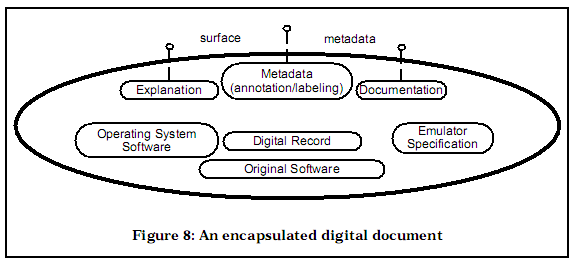 surface metadata
Explanation
Metadata
(annotation/labeling)
Documentation
Operating System
Software
Digital Record
Emulator
Specification
Original Software
Figure 8: An encapsulated digital document